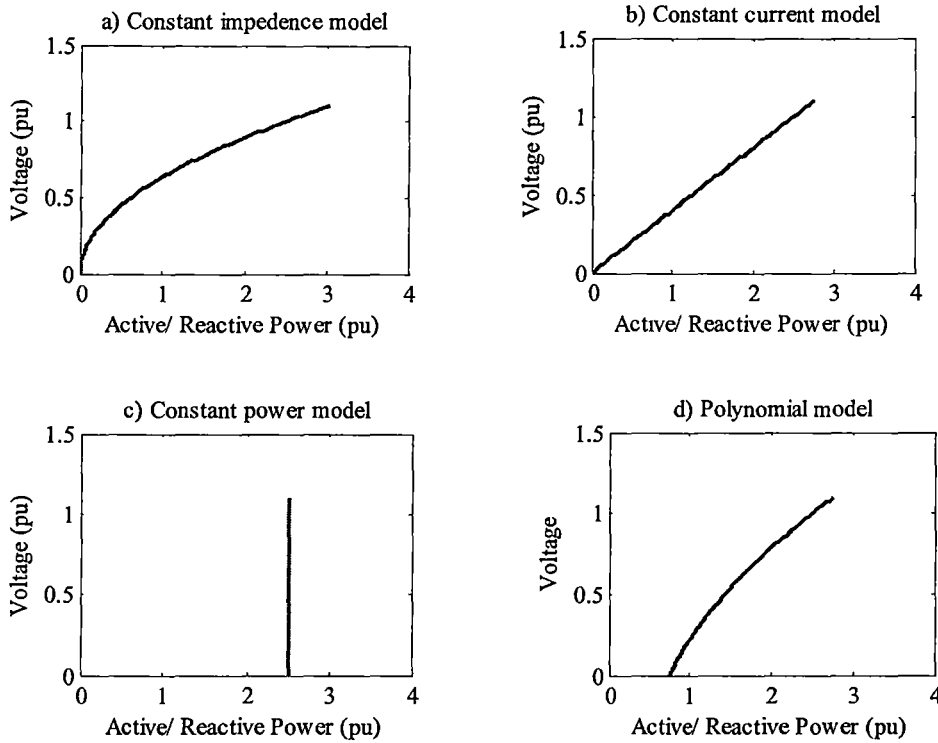 a) Constant impedence model
1.5
1
0.5
0
Voltage (pu)
0 1 2 3 4
Active/ Reactive Power (pu)
b) Constant current model
1.5
1
0.5
0
Voltage (pu)
0 1 2 3 4
Active/ Reactive Power (pu)
c) Constant power model
1.5
1
0.5
0
Voltage (pu)
0 1 2 3 4
Active/ Reactive Power (pu)
d) Polynomial model
1.5
1
0.5
0
Voltage
0 1 2 3 4
Active/ Reactive Power (pu)